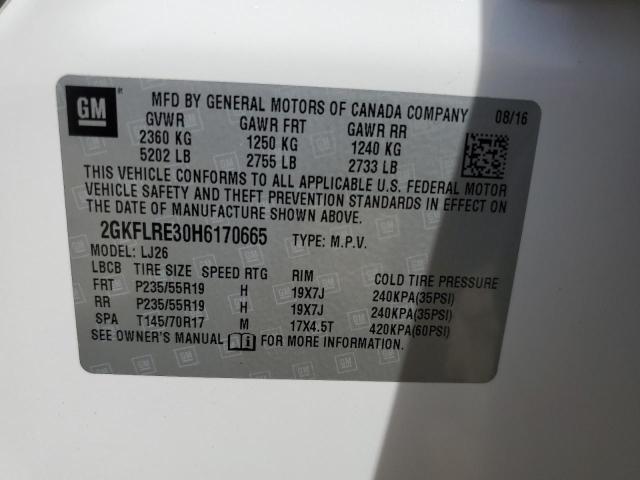 GM
MFD BY GENERAL MOTORS OF CANADA COMPANY 08/16
GVWR GAWR FRT GAWR RR
2360 KG 1250 KG 1240 KG
5202 LB 2755 LB 2733 LB
THIS VEHICLE CONFORMS TO ALL APPLICABLE U.S. FEDERAL MOTOR
VEHICLE SAFETY AND THEFT PREVENTION STANDARDS IN EFFECT ON
THE DATE OF MANUFACTURE SHOWN ABOVE.
2GKFLRE30H6170665 TYPE: M.P.V.
MODEL: LJ26
LBCB TIRE SIZE SPEED RTG RIM COLD TIRE PRESSURE
FRT P235/55R19 H 19X7J 240KPA(35PSI)
RR P235/55R19 H 19X7J 240KPA(35PSI)
SPA T145/70R17 M 17X4.5T 420KPA(60PSI)
SEE OWNER'S MANUAL FOR MORE INFORMATION.